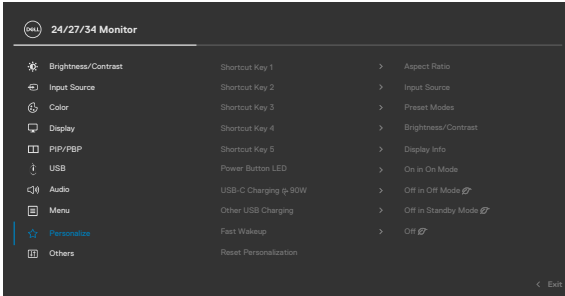 DELL
24/27/34 Monitor
Brightness/Contrast Shortcut Key 1 > Aspect Ratio
Input Source Shortcut Key 2 > Input Source
Color Shortcut Key 3 > Preset Modes
Display Shortcut Key 4 > Brightness/Contrast
PIP/PBP Shortcut Key 5 > Display Info
USB Power Button LED > On in On Mode
Audio USB-C Charging 90W > Off in Off Mode
Menu Other USB Charging > Off in Standby Mode
Personalize Fast Wakeup > Off
Others Reset Personalization
< Exit